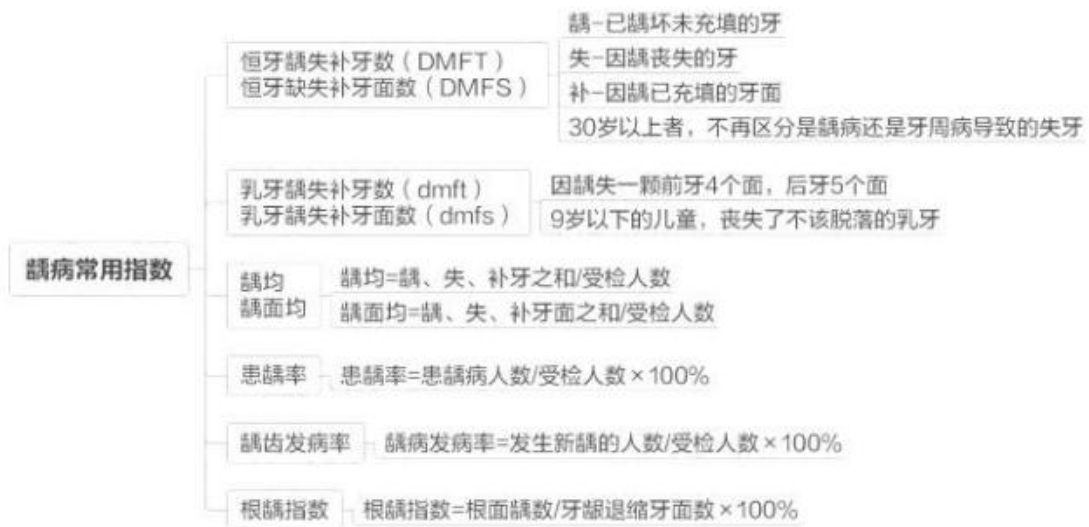 龋病常用指数
恒牙龋失补牙数（DMFT）
恒牙缺失补牙面数（DMFS）
龋-已龋坏未充填的牙
失-因龋丧失的牙
补-因龋已充填的牙面
30岁以上者，不再区分是龋病还是牙周病导致的失牙
乳牙龋失补牙数（dmft）
乳牙龋失补牙面数（dmfs）
因龋失一颗前牙4个面，后牙5个面
9岁以下的儿童，丧失了不该脱落的乳牙
龋均
龋面均
龋均=龋、失、补牙之和/受检人数
龋面均=龋、失、补牙面之和/受检人数
患龋率
患龋率=患龋病人数/受检人数×100%
龋齿发病率
龋病发病率=发生新龋的人数/受检人数×100%
根龋指数
根龋指数=根面龋数/牙龈退缩牙面数×100%